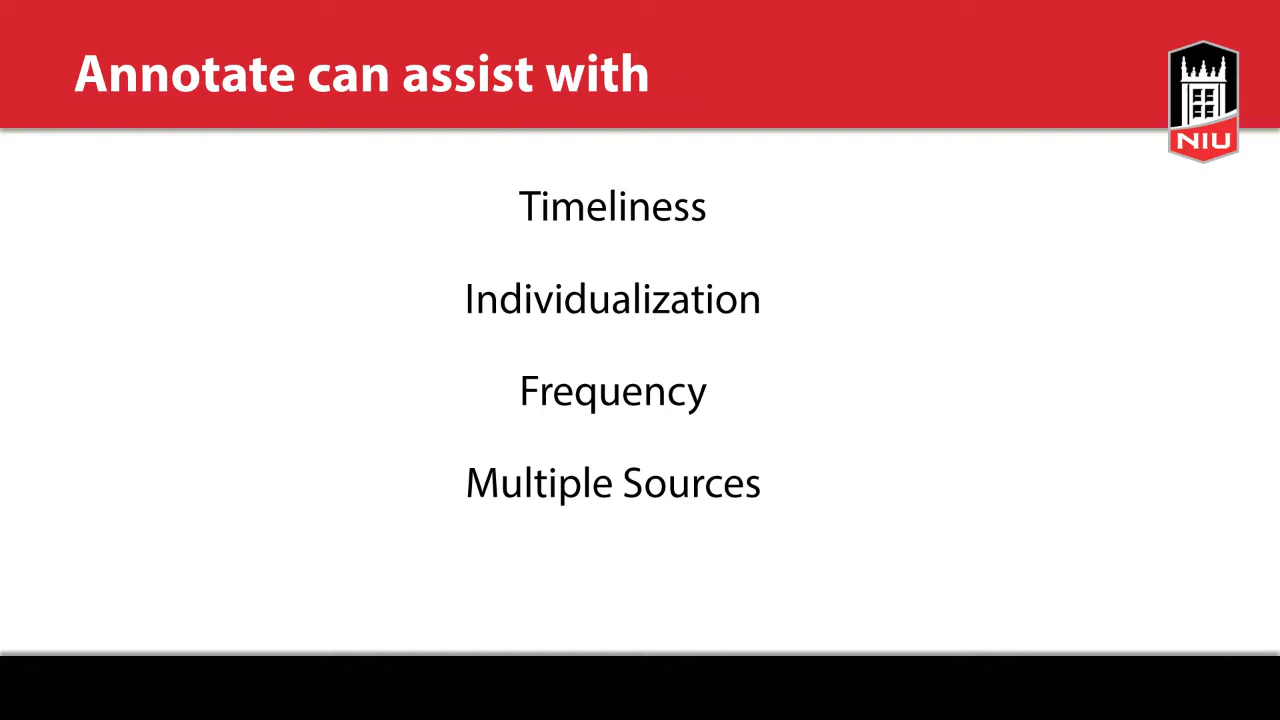 Annotate can assist with
NIU
Timeliness
Individualization
Frequency
Multiple Sources